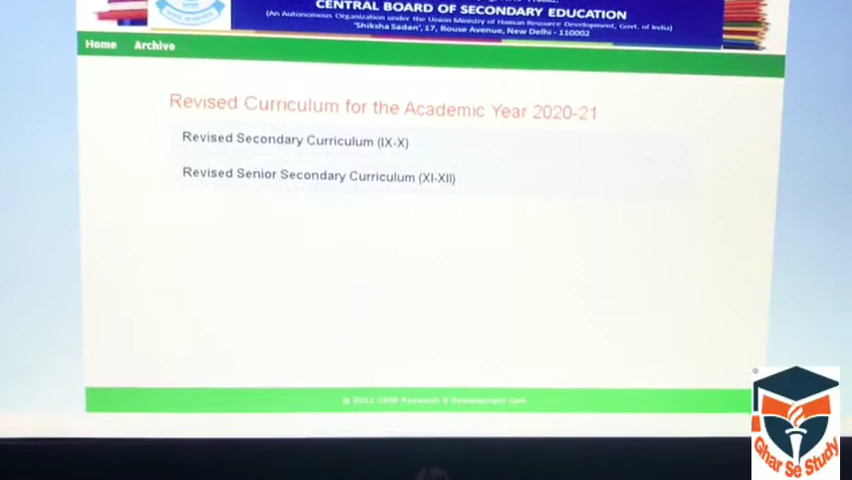 CENTRAL BOARD OF SECONDARY EDUCATION
(An Autonomous Organization under the Union Ministry of Human Resource Development, Govt. of India)
'Shiksha Sadan', 17, Rouse Avenue, New Delhi - 110002
Home Archive
Revised Curriculum for the Academic Year 2020-21
Revised Secondary Curriculum (IX-X)
Revised Senior Secondary Curriculum (XI-XII)
Ghar Se Study